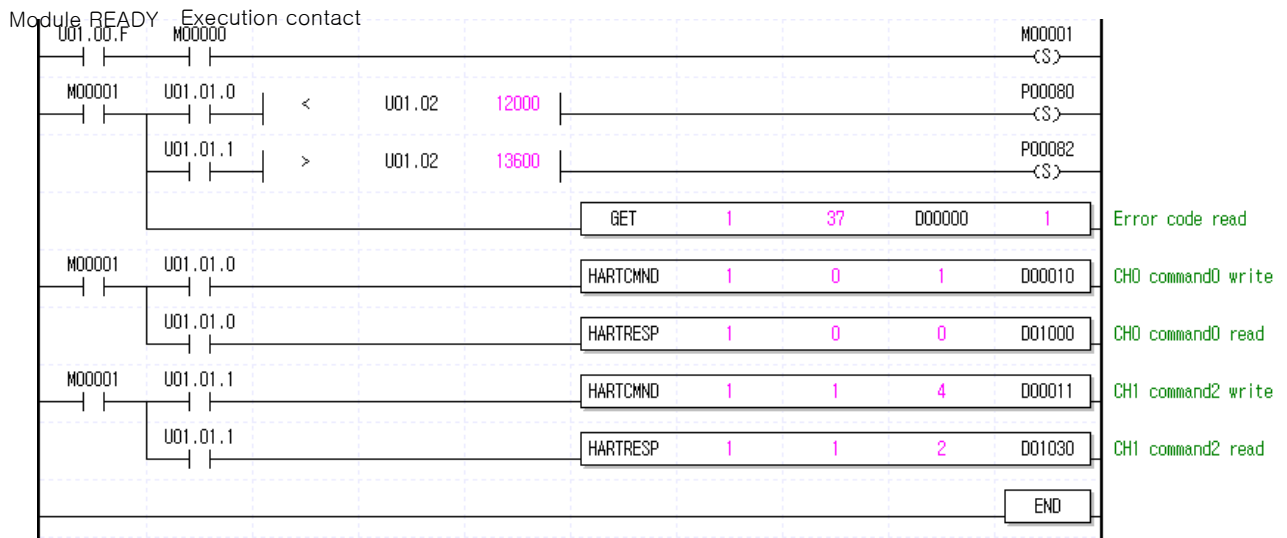 Module READY Execution contact
U01.00.F M00000 M00001
(S)
M00001 U01.01.0 < U01.02 12000 P00080
(S)
U01.01.1 > U01.02 13600 P00082
(S)
GET 1 37 D00000 1 Error code read
M00001 U01.01.0 HARTCMND 1 0 1 D00010 CH0 command0 write
U01.01.0 HARTRESP 1 0 0 D01000 CH0 command0 read
M00001 U01.01.1 HARTCMND 1 1 4 D00011 CH1 command2 write
U01.01.1 HARTRESP 1 1 2 D01030 CH1 command2 read
END